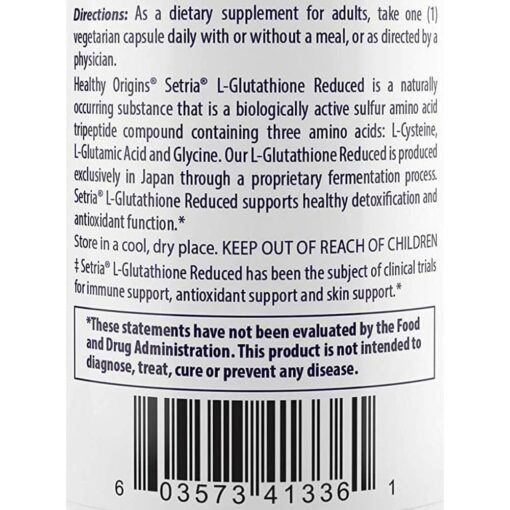 Directions: As a dietary supplement for adults, take one (1)
vegetarian capsule daily with or without a meal, or as directed by a
physician.
Healthy Origins® Setria® L-Glutathione Reduced is a naturally
occurring substance that is a biologically active sulfur amino acid
tripeptide compound containing three amino acids: L-Cysteine,
L-Glutamic Acid and Glycine. Our L-Glutathione Reduced is produced
exclusively in Japan through a proprietary fermentation process.
Setria® L-Glutathione Reduced supports healthy detoxification and
antioxidant function.*
Store in a cool, dry place. KEEP OUT OF REACH OF CHILDREN
‡ Setria® L-Glutathione Reduced has been the subject of clinical trials
for immune support, antioxidant support and skin support.*
*These statements have not been evaluated by the Food
and Drug Administration. This product is not intended to
diagnose, treat, cure or prevent any disease.
6 03573 41336 1